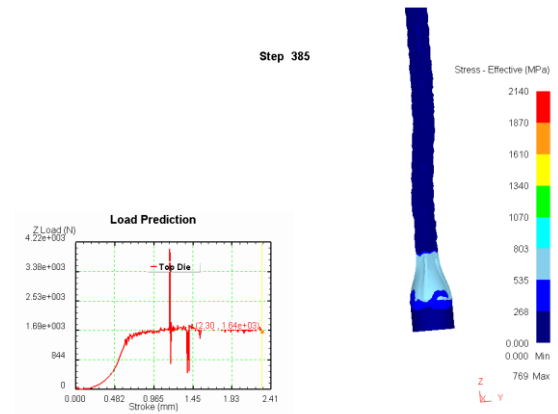 Step 385
Stress - Effective (MPa)
2140
1870
1610
1340
1070
803
535
268
0.000
0.000 Min
769 Max
Load Prediction
Z Load (N)
4.22e+003
3.38e+003
2.53e+003
1.69e+003
844
0
Top Die
(2.30 , 1.64e+03)
0.000 0.482 0.965 1.45 1.93 2.41
Stroke (mm)
Z
X Y